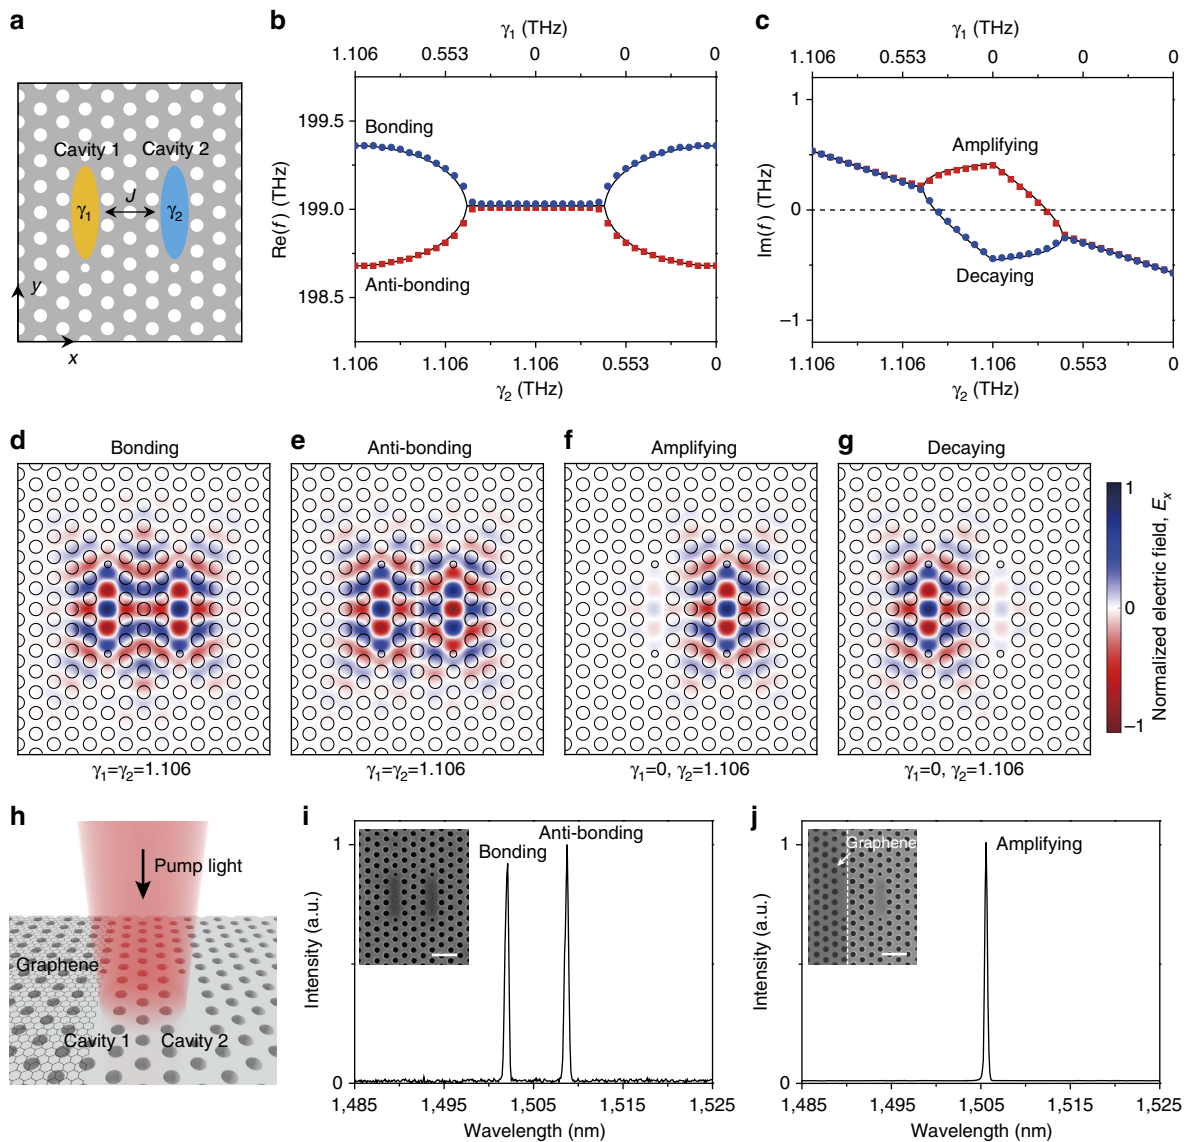 a
Cavity 1
Cavity 2
J
γ1
γ2
y
x
b
γ1 (THz)
1.106
0.553
0
0
0
199.5
199.0
198.5
Re(f) (THz)
Bonding
Anti-bonding
1.106
1.106
1.106
0.553
0
γ2 (THz)
c
γ1 (THz)
1.106
0.553
0
0
0
1
0
−1
Im(f) (THz)
Amplifying
Decaying
1.106
1.106
1.106
0.553
0
γ2 (THz)
d
Bonding
γ1=γ2=1.106
e
Anti-bonding
γ1=γ2=1.106
f
Amplifying
γ1=0, γ2=1.106
g
Decaying
γ1=0, γ2=1.106
1
0
−1
Normalized electric field, Ex
h
Pump light
Graphene
Cavity 1
Cavity 2
i
1
0
Intensity (a.u.)
Anti-bonding
Bonding
1,485
1,495
1,505
1,515
1,525
Wavelength (nm)
j
1
0
Intensity (a.u.)
Graphene
Amplifying
1,485
1,495
1,505
1,515
1,525
Wavelength (nm)